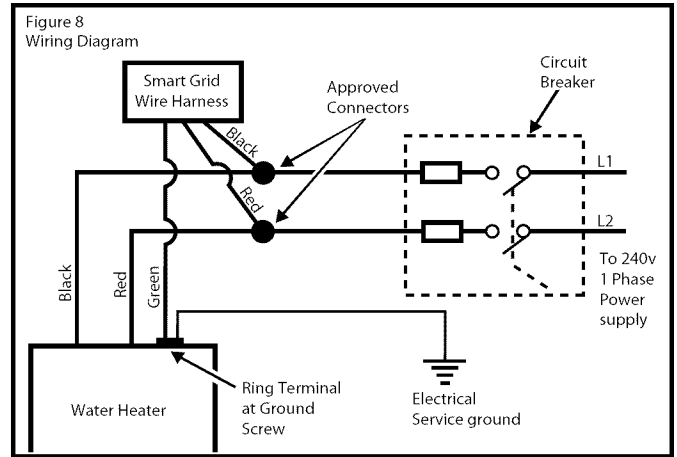 Figure 8
Wiring Diagram
Smart Grid
Wire Harness
Approved
Connectors
Circuit
Breaker
Black
Red
L1
L2
Black
Red
Green
To 240v
1 Phase
Power
supply
Water Heater
Ring Terminal
at Ground
Screw
Electrical
Service ground